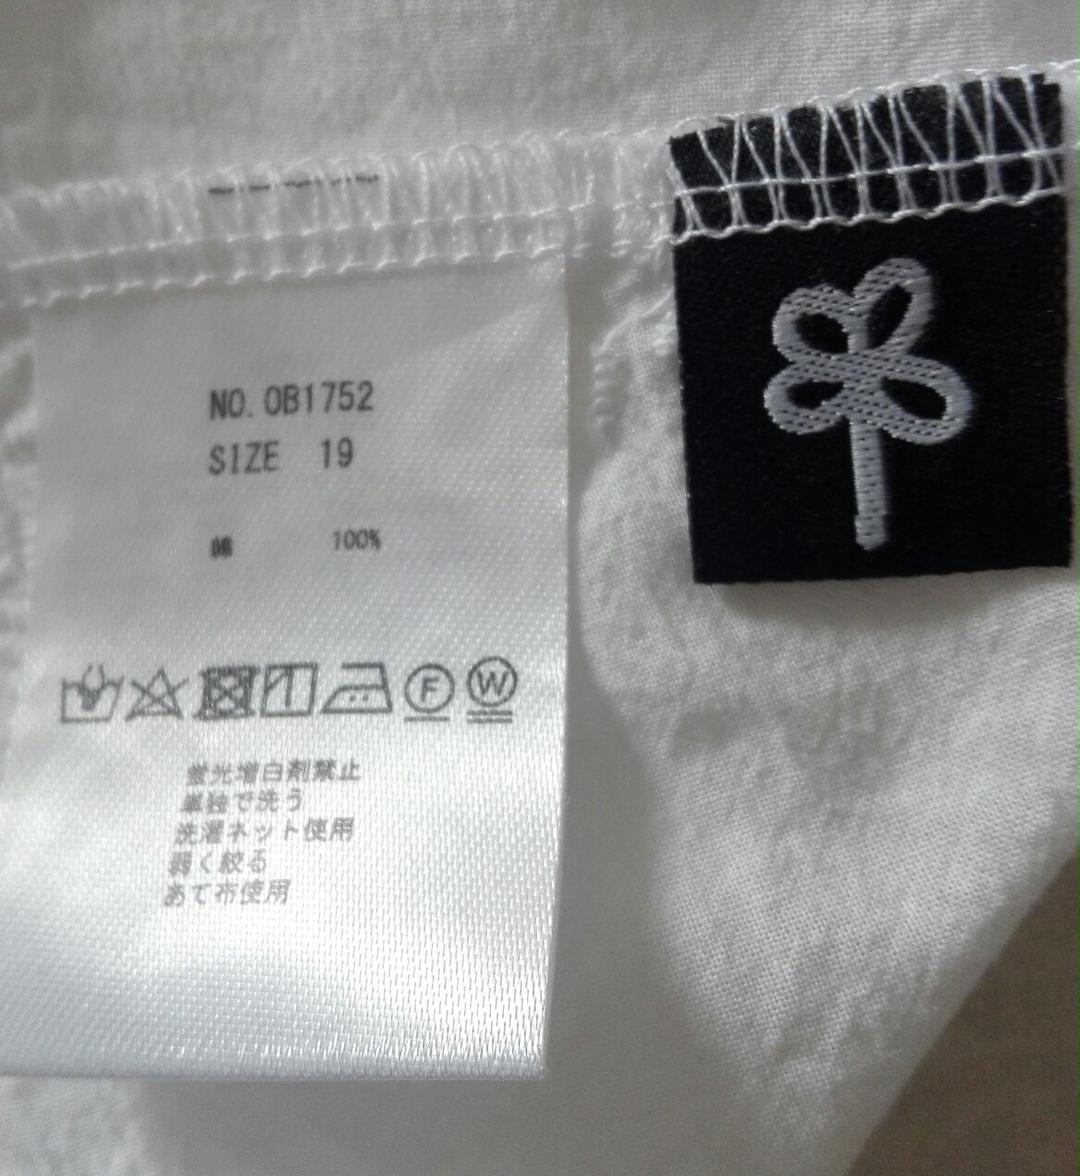 NO. OB1752
SIZE 19
綿 100%
F W
蛍光増白剤禁止
単独で洗う
洗濯ネット使用
弱く絞る
あて布使用